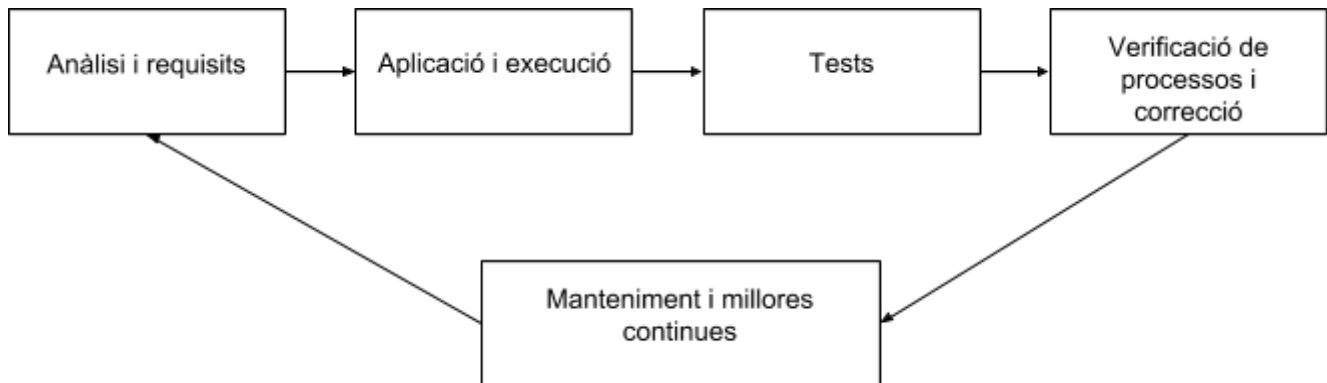 Anàlisi i requisits
Aplicació i execució
Tests
Verificació de
processos i
correcció
Manteniment i millores
continues